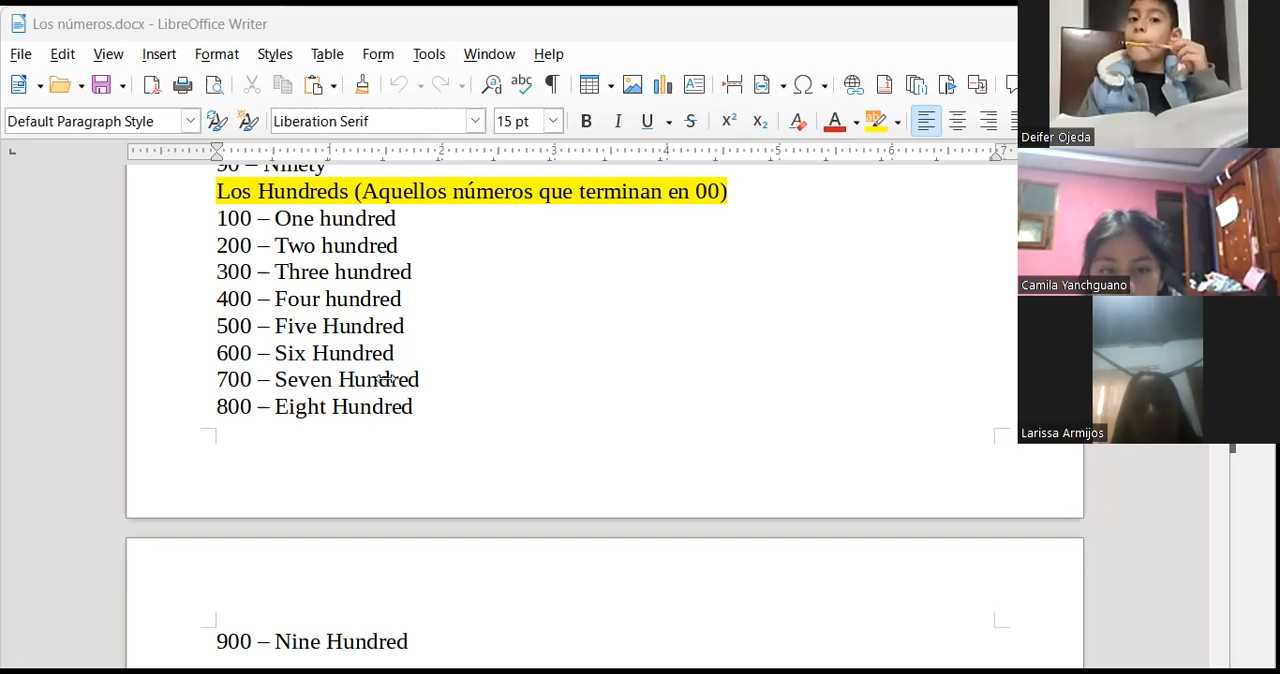 Los números.docx - LibreOffice Writer
File Edit View Insert Format Styles Table Form Tools Window Help
Default Paragraph Style Liberation Serif 15 pt
90 – Ninety
Los Hundreds (Aquellos números que terminan en 00)
100 – One hundred
200 – Two hundred
300 – Three hundred
400 – Four hundred
500 – Five Hundred
600 – Six Hundred
700 – Seven Hundred
800 – Eight Hundred
900 – Nine Hundred
Deifer Ojeda
Camila Yanchguano
Larissa Armijos